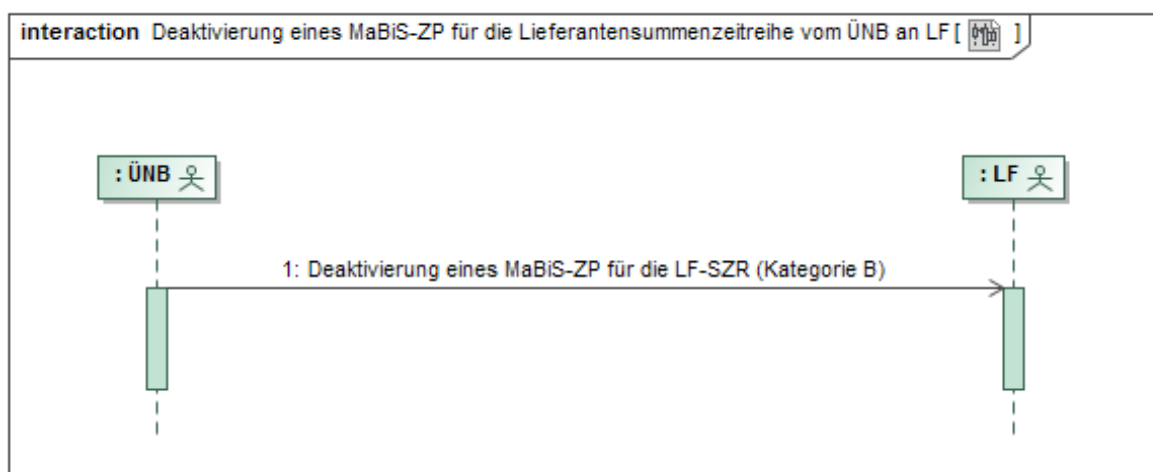 interaction Deaktivierung eines MaBiS-ZP für die Lieferantensummenzeitreihe vom ÜNB an LF [ ]
: ÜNB
: LF
1: Deaktivierung eines MaBiS-ZP für die LF-SZR (Kategorie B)